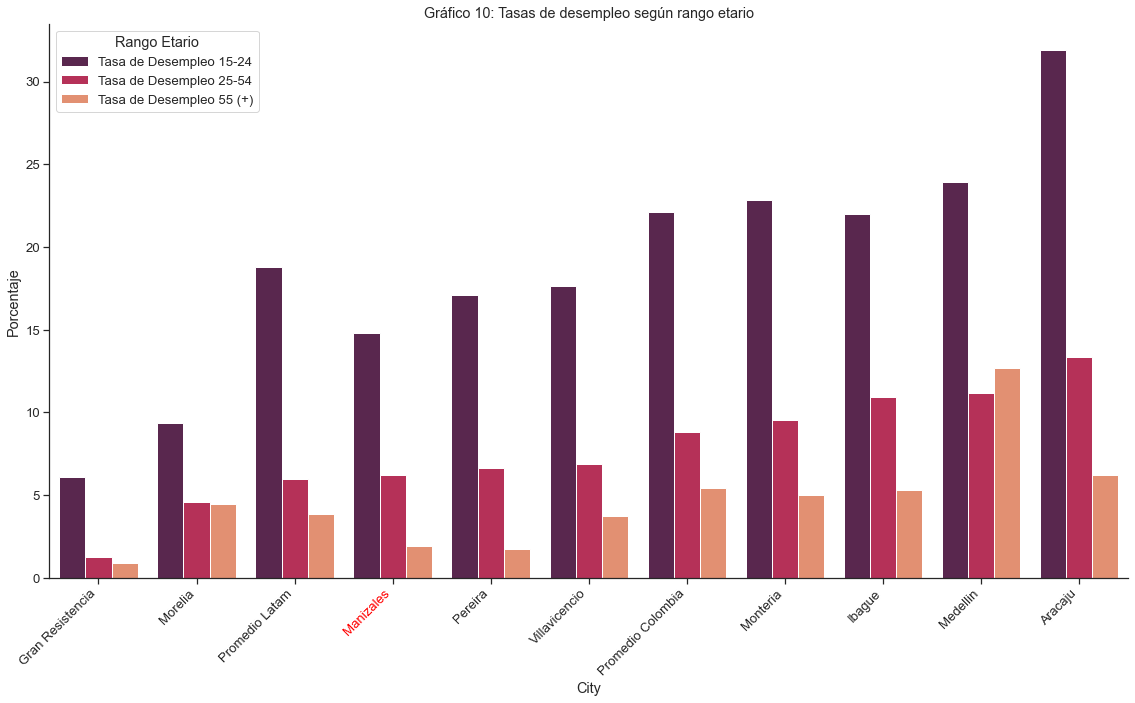 Gráfico 10: Tasas de desempleo según rango etario
Rango Etario
Tasa de Desempleo 15-24
Tasa de Desempleo 25-54
Tasa de Desempleo 55 (+)
Porcentaje
30
25
20
15
10
5
0
Gran Resistencia
Morelia
Promedio Latam
Manizales
Pereira
Villavicencio
Promedio Colombia
Monteria
Ibague
Medellin
Aracaju
City